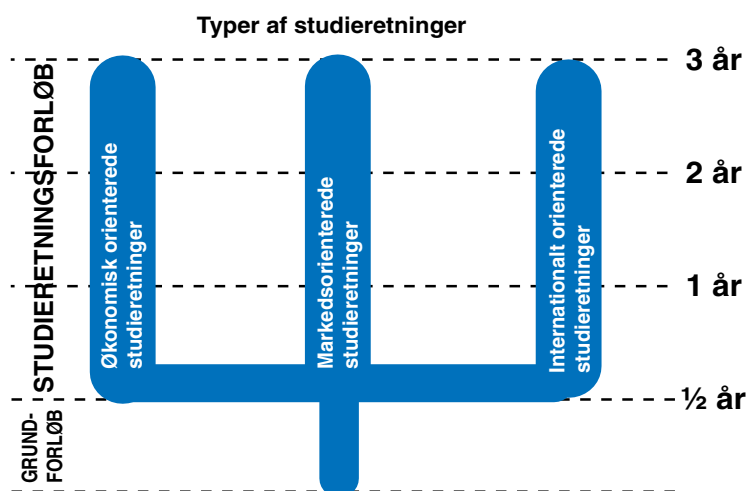 Typer af studieretninger
STUDIERETNINGSFORLØB
GRUND-
FORLØB
Økonomisk orienterede
studieretninger
Markedsorienterede
studieretninger
Internationalt orienterede
studieretninger
3 år
2 år
1 år
½ år